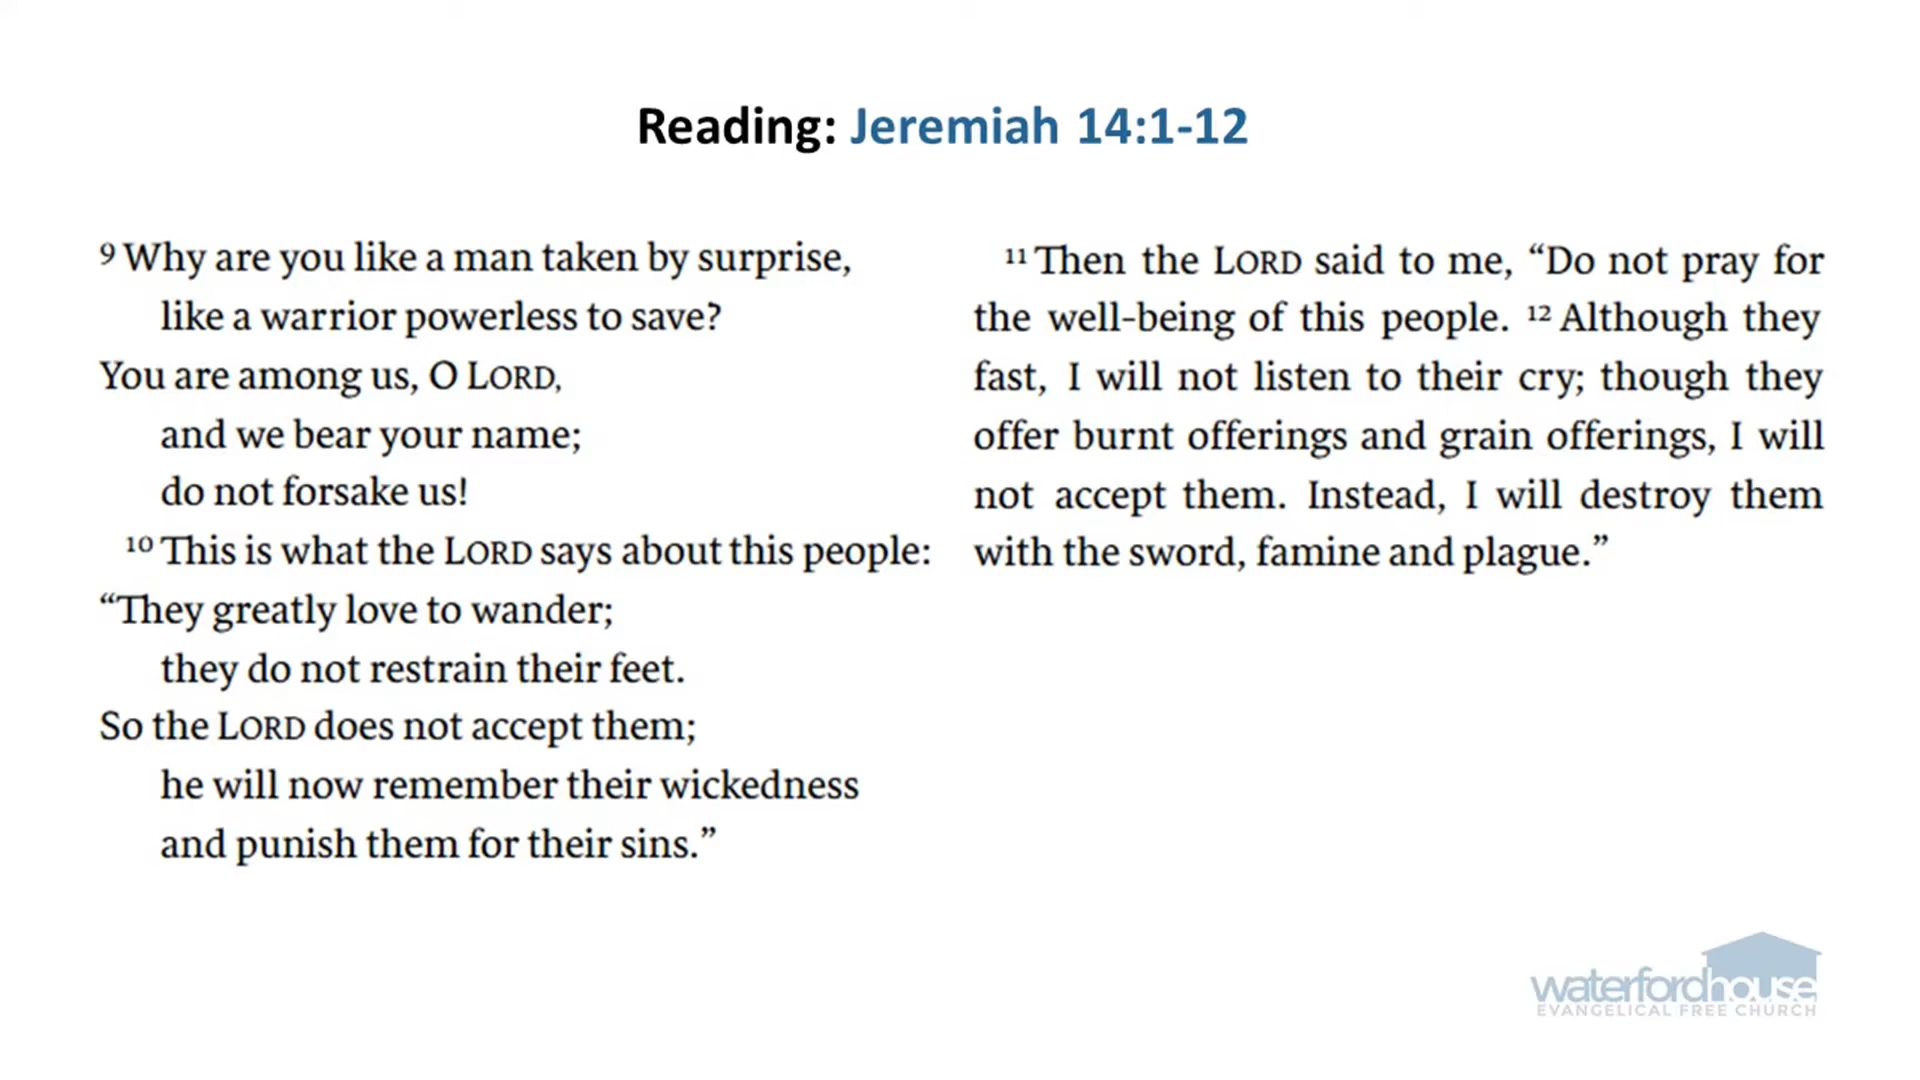 Reading: Jeremiah 14:1-12
9 Why are you like a man taken by surprise,
like a warrior powerless to save?
You are among us, O LORD,
and we bear your name;
do not forsake us!
10 This is what the LORD says about this people:
“They greatly love to wander;
they do not restrain their feet.
So the LORD does not accept them;
he will now remember their wickedness
and punish them for their sins.”
11 Then the LORD said to me, “Do not pray for
the well-being of this people. 12 Although they
fast, I will not listen to their cry; though they
offer burnt offerings and grain offerings, I will
not accept them. Instead, I will destroy them
with the sword, famine and plague.”
waterfordhouse
EVANGELICAL FREE CHURCH